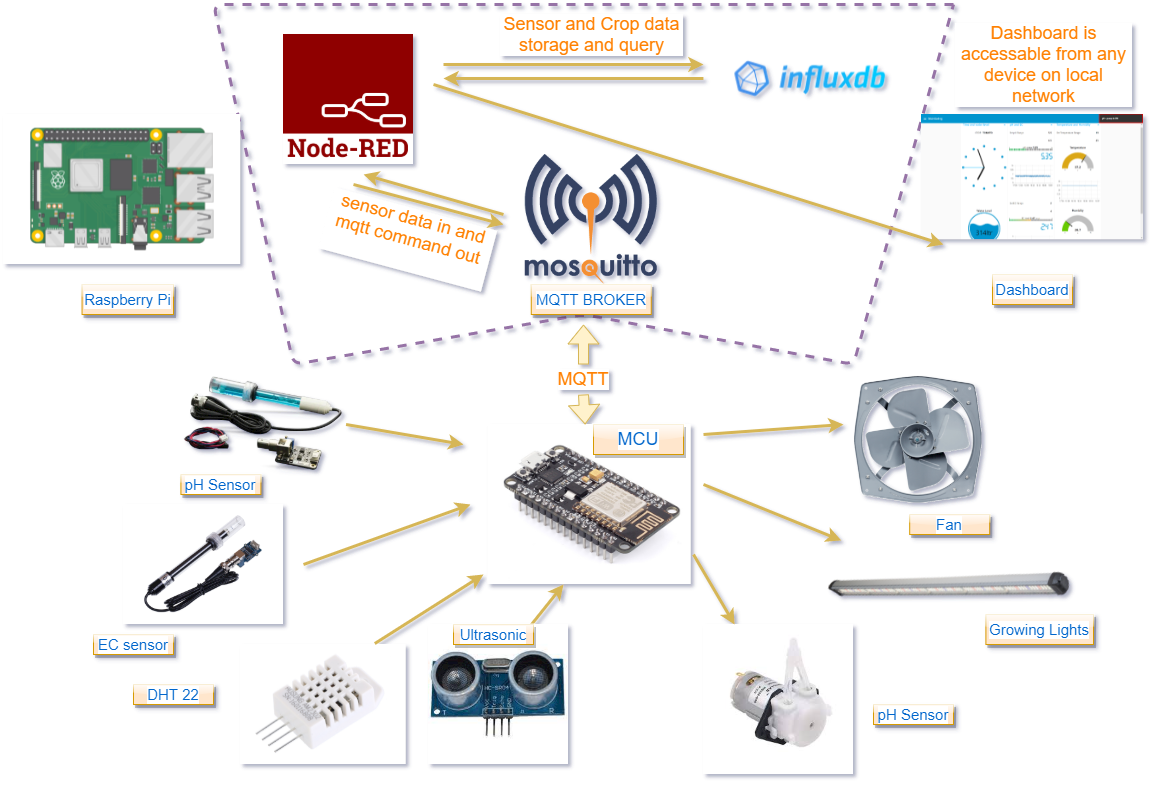 Sensor and Crop data
storage and query
influxdb
Dashboard is
accessable from any
device on local
network
Node-RED
sensor data in and
mqtt command out
mosquitto
MQTT BROKER
Raspberry Pi
Dashboard
MQTT
MCU
pH Sensor
Fan
EC sensor
Ultrasonic
Growing Lights
DHT 22
HC-SR04
T
R
pH Sensor